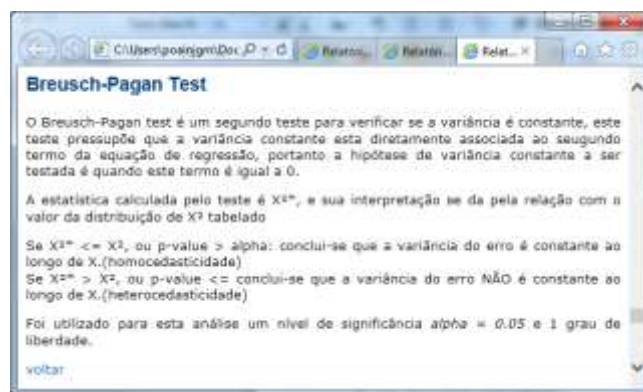 C:\Users\posinjgm\Doc
Relatóri...
Relatóri...
Relat...
Breusch-Pagan Test
O Breusch-Pagan test é um segundo teste para verificar se a variância é constante, este
teste pressupõe que a variância constante esta diretamente associada ao seugundo
termo da equação de regressão, portanto a hipótese de variância constante a ser
testada é quando este termo é igual a 0.
A estatística calculada pelo teste é X²*, e sua interpretação se da pela relação com o
valor da distribuição de X² tabelado
Se X²* <= X², ou p-value > alpha: conclui-se que a variância do erro é constante ao
longo de X.(homocedasticidade)
Se X²* > X², ou p-value <= conclui-se que a variância do erro NÃO é constante ao
longo de X.(heterocedasticidade)
Foi utilizado para esta análise um nível de significância alpha = 0.05 e 1 grau de
liberdade.
voltar